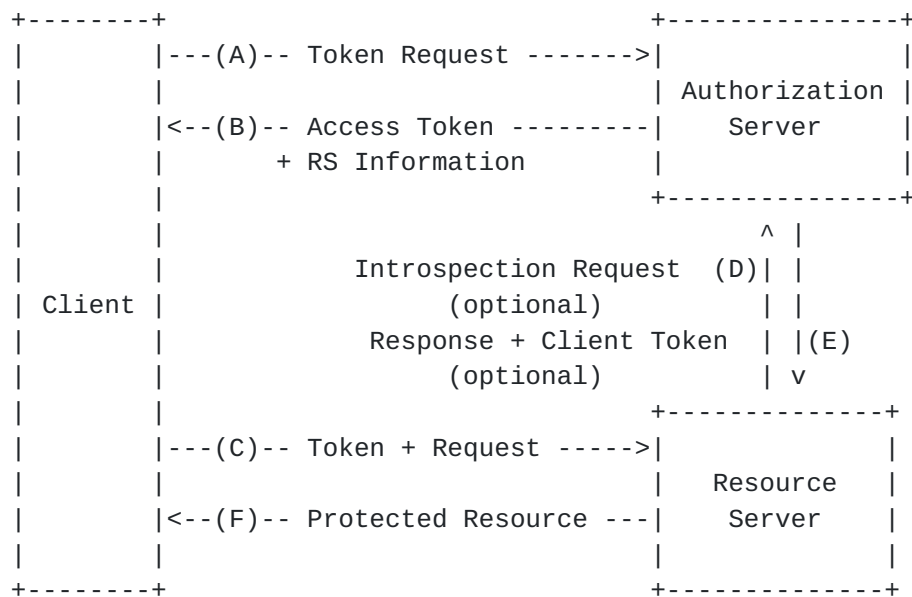 +--------+                               +---------------+
|        |---(A)-- Token Request ------->|               |
|        |                               | Authorization |
|        |<--(B)-- Access Token ---------|    Server     |
|        |       + RS Information        |               |
|        |                               +---------------+
|        |                                      ^ |
|        |            Introspection Request  (D)| |
| Client |                  (optional)          | |
|        |             Response + Client Token  | |(E)
|        |                  (optional)          | v
|        |                               +--------------+
|        |---(C)-- Token + Request ----->|              |
|        |                               |   Resource   |
|        |<--(F)-- Protected Resource ---|    Server    |
|        |                               |              |
+--------+                               +--------------+